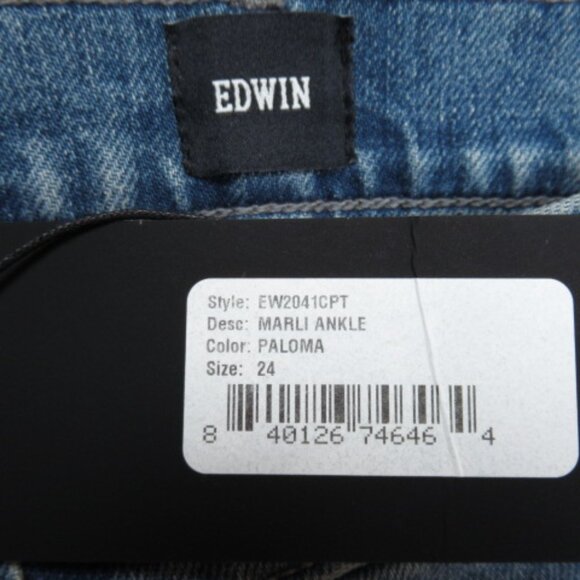 EDWIN
Style: EW2041CPT
Desc: MARLI ANKLE
Color: PALOMA
Size: 24
8 40126 74646 4